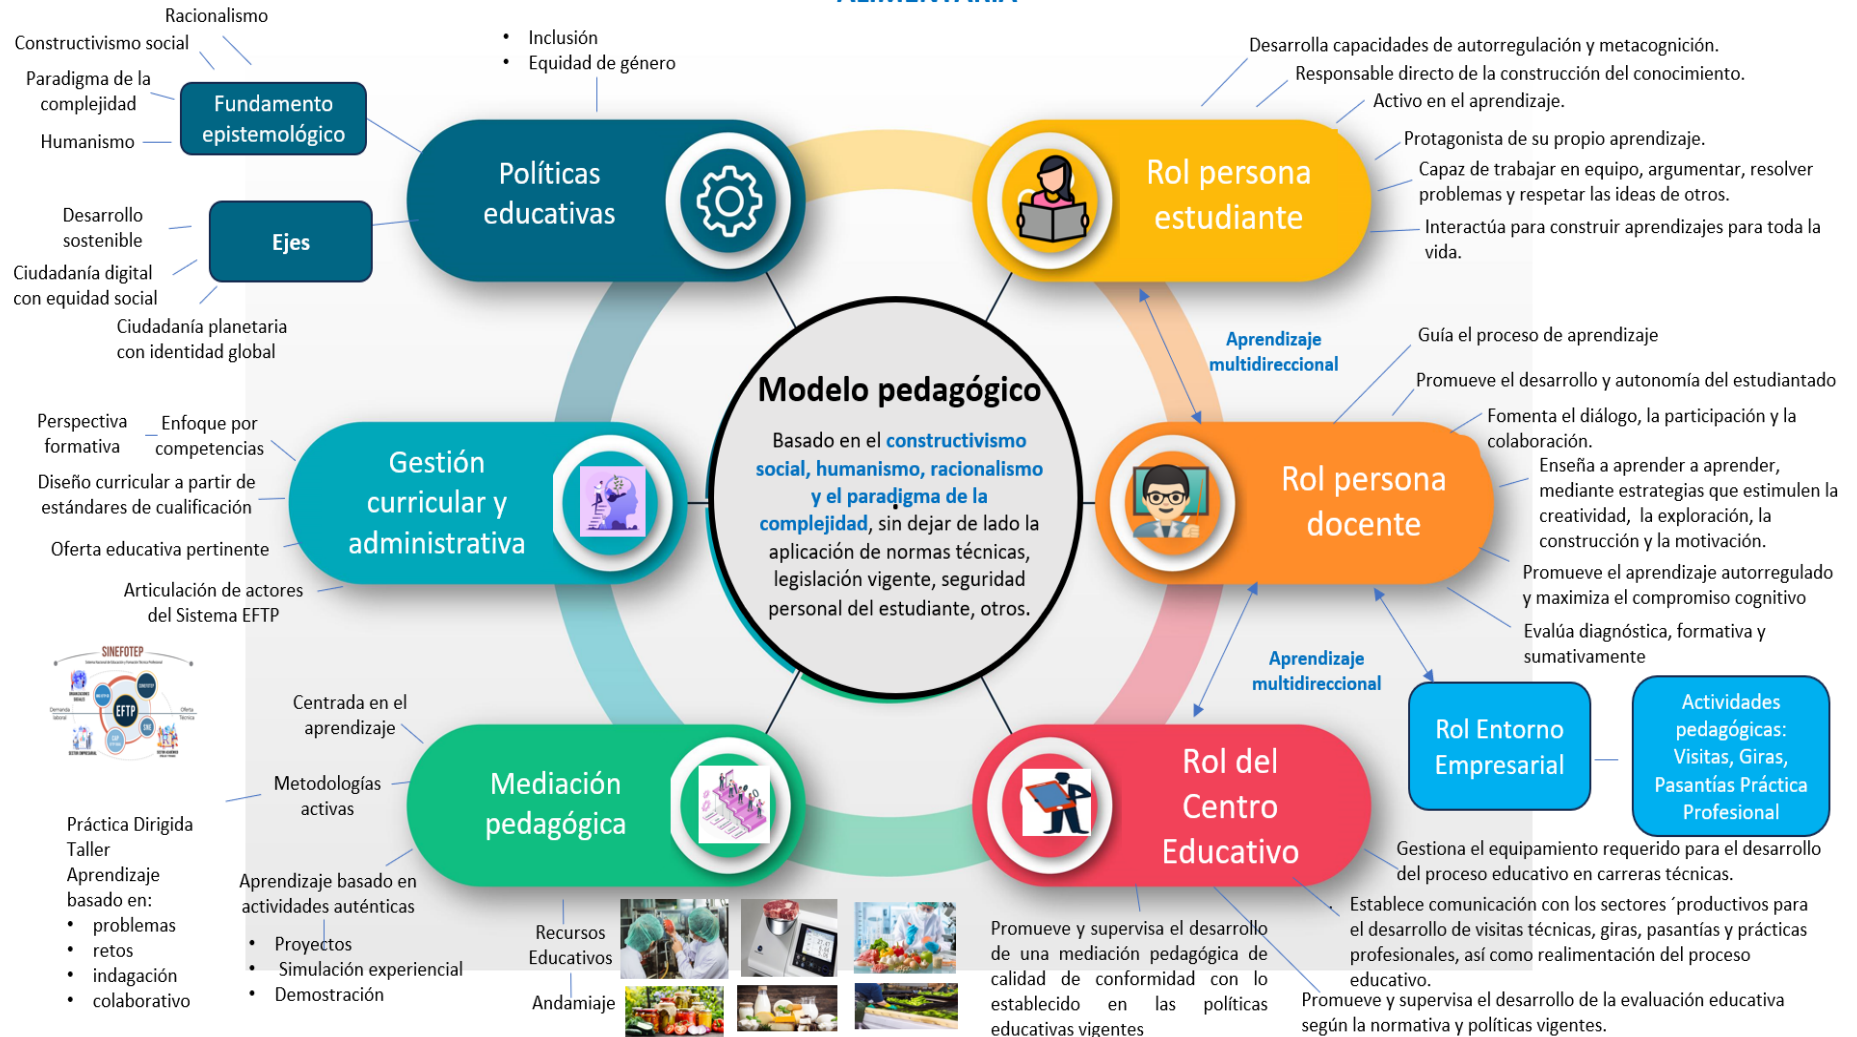 Racionalismo
Constructivismo social
Paradigma de la
complejidad
Humanismo
Fundamento
epistemológico
Desarrollo
sostenible
Ciudadanía digital
con equidad social
Ciudadanía planetaria
con identidad global
Ejes
• Inclusión
• Equidad de género
Políticas
educativas
Rol persona
estudiante
Desarrolla capacidades de autorregulación y metacognición.
Responsable directo de la construcción del conocimiento.
Activo en el aprendizaje.
Protagonista de su propio aprendizaje.
Capaz de trabajar en equipo, argumentar, resolver
problemas y respetar las ideas de otros.
Interactúa para construir aprendizajes para toda la
vida.
Aprendizaje
multidireccional
Modelo pedagógico
Basado en el constructivismo
social, humanismo, racionalismo
y el paradigma de la
complejidad, sin dejar de lado la
aplicación de normas técnicas,
legislación vigente, seguridad
personal del estudiante, otros.
Perspectiva
formativa
Enfoque por
competencias
Diseño curricular a partir de
estándares de cualificación
Oferta educativa pertinente
Articulación de actores
del Sistema EFTP
Gestión
curricular y
administrativa
Rol persona
docente
Guía el proceso de aprendizaje
Promueve el desarrollo y autonomía del estudiantado
Fomenta el diálogo, la participación y la
colaboración.
Enseña a aprender a aprender,
mediante estrategias que estimulen la
creatividad, la exploración, la
construcción y la motivación.
Promueve el aprendizaje autorregulado
y maximiza el compromiso cognitivo
Evalúa diagnóstica, formativa y
sumativamente
Aprendizaje
multidireccional
Rol Entorno
Empresarial
Actividades
pedagógicas:
Visitas, Giras,
Pasantías Práctica
Profesional
SINEFOTEP
EFTP
Centrada en el
aprendizaje
Metodologías
activas
Práctica Dirigida
Taller
Aprendizaje
basado en:
• problemas
• retos
• indagación
• colaborativo
Aprendizaje basado en
actividades auténticas
• Proyectos
• Simulación experiencial
• Demostración
Mediación
pedagógica
Recursos
Educativos
Andamiaje
Rol del
Centro
Educativo
Gestiona el equipamiento requerido para el desarrollo
del proceso educativo en carreras técnicas.
Establece comunicación con los sectores ´productivos para
el desarrollo de visitas técnicas, giras, pasantías y prácticas
profesionales, así como realimentación del proceso
educativo.
Promueve y supervisa el desarrollo
de una mediación pedagógica de
calidad de conformidad con lo
establecido en las políticas
educativas vigentes
Promueve y supervisa el desarrollo de la evaluación educativa
según la normativa y políticas vigentes.